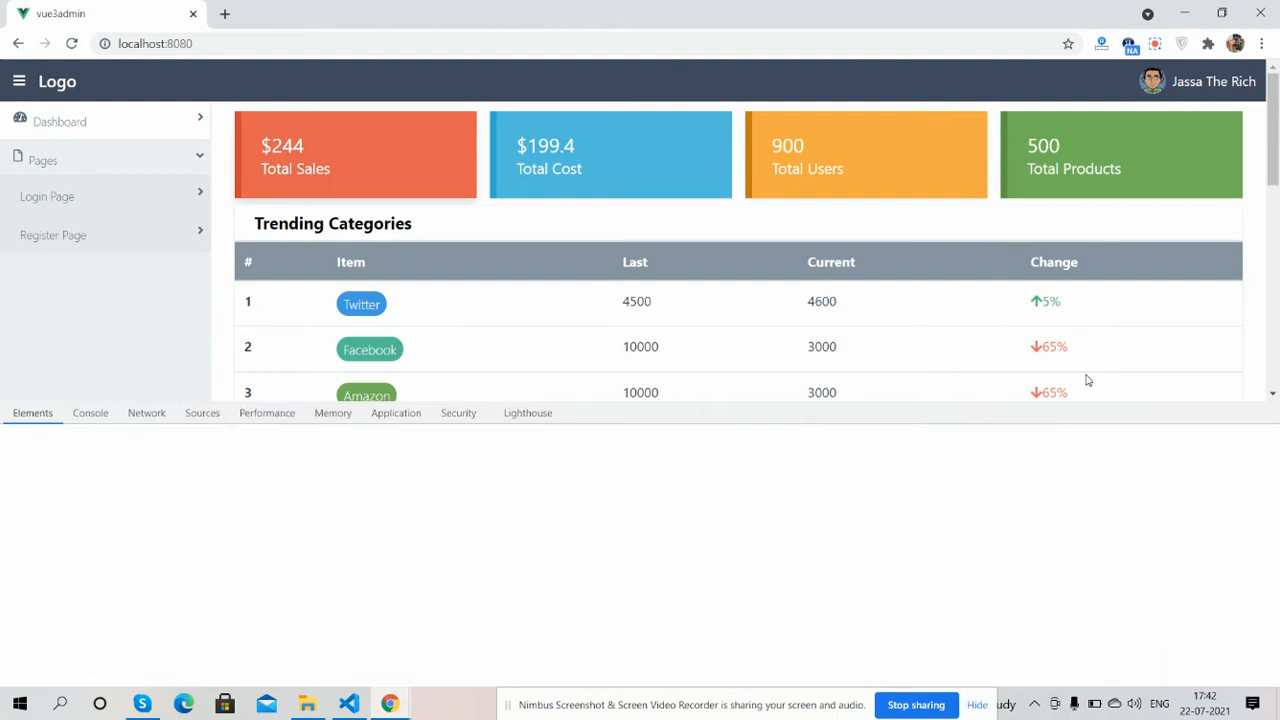 vue3admin
localhost:8080
NA
Logo
Jassa The Rich
Dashboard
Pages
Login Page
Register Page
$244
Total Sales
$199.4
Total Cost
900
Total Users
500
Total Products
Trending Categories
# Item Last Current Change
1 Twitter 4500 4600 5%
2 Facebook 10000 3000 65%
3 Amazon 10000 3000 65%
Elements Console Network Sources Performance Memory Application Security Lighthouse
Nimbus Screenshot & Screen Video Recorder is sharing your screen and audio. Stop sharing Hide
ENG
17:42
22-07-2021